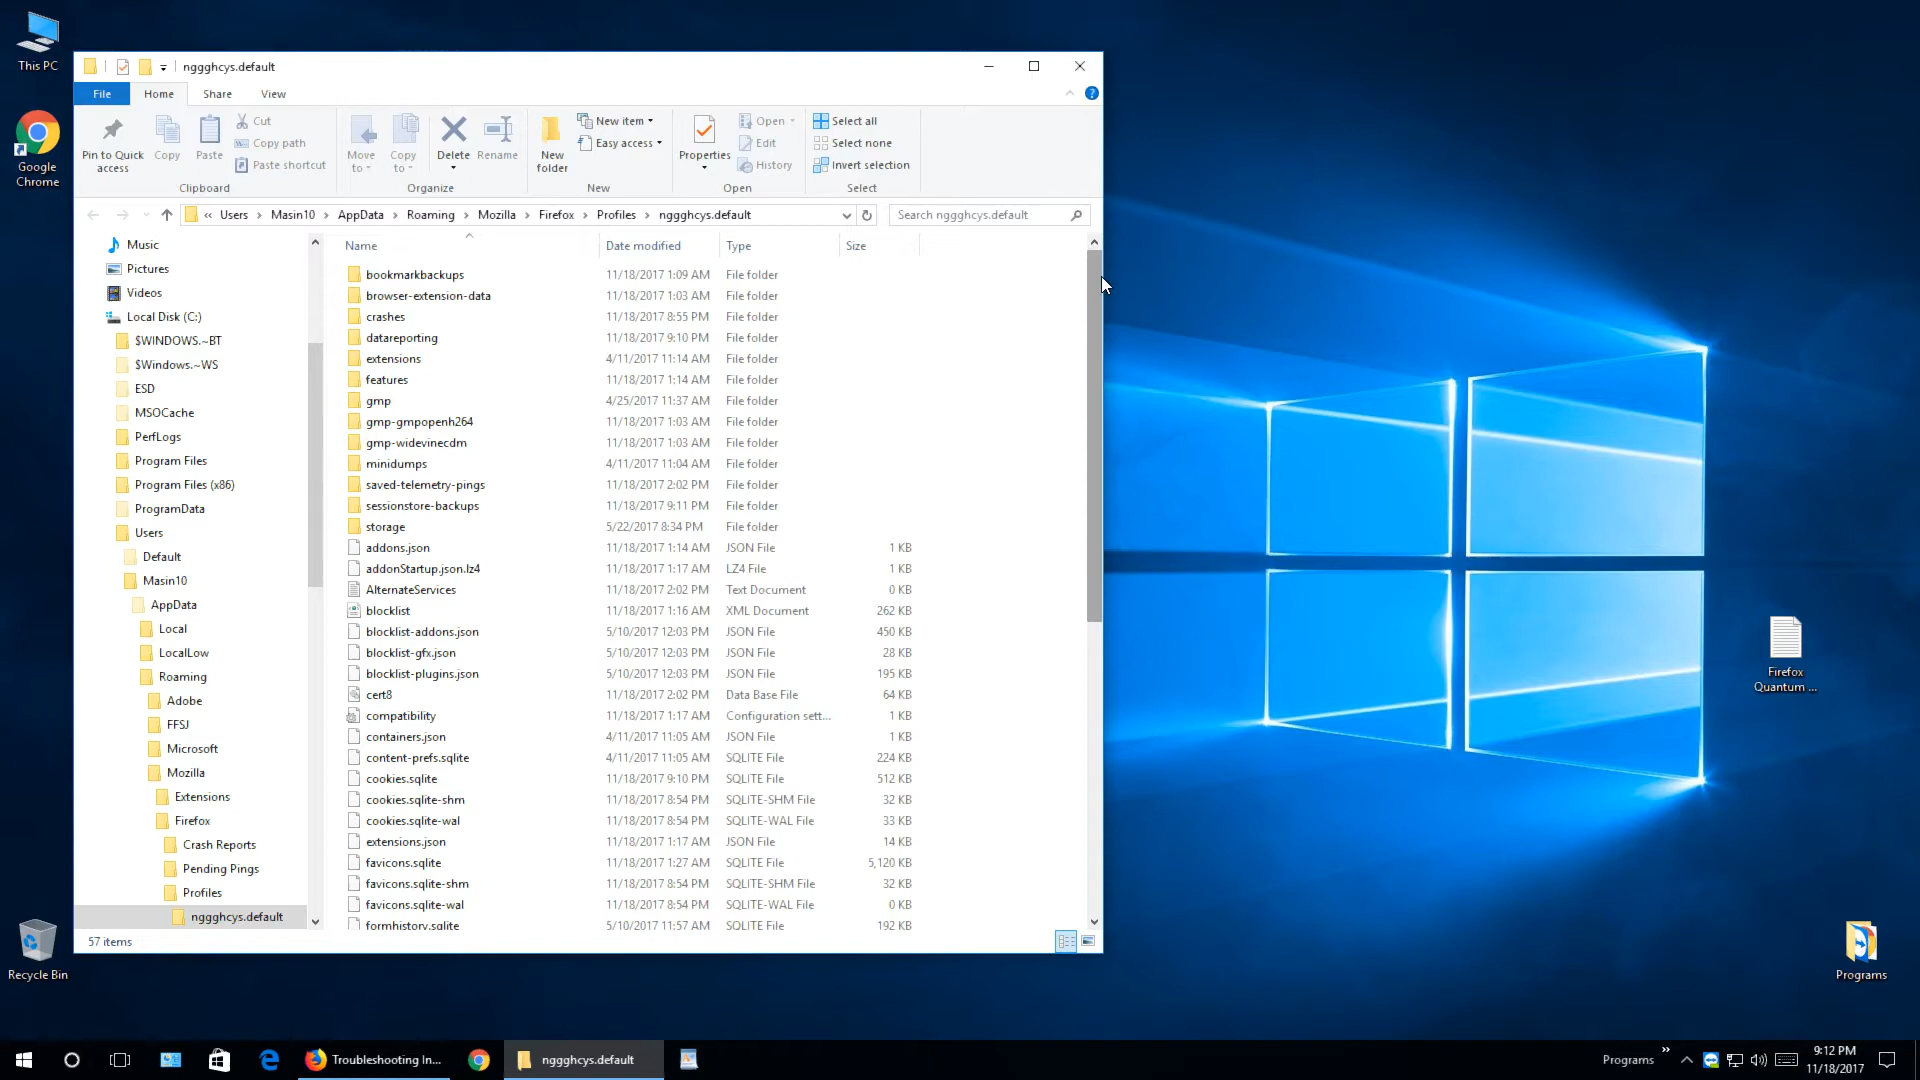 This PC
Google
Chrome
Recycle Bin
nggghcys.default
File
Home
Share
View
Pin to Quick
access
Copy
Paste
Cut
Copy path
Paste shortcut
Clipboard
Move
to
Copy
to
Delete
Rename
Organize
New
folder
New item
Easy access
New
Properties
Open
Edit
History
Open
Select all
Select none
Invert selection
Select
« Users > Masin10 > AppData > Roaming > Mozilla > Firefox > Profiles > nggghcys.default
Search nggghcys.default
Music
Pictures
Videos
Local Disk (C:)
$WINDOWS.~BT
$Windows.~WS
ESD
MSOCache
PerfLogs
Program Files
Program Files (x86)
ProgramData
Users
Default
Masin10
AppData
Local
LocalLow
Roaming
Adobe
FFSJ
Microsoft
Mozilla
Extensions
Firefox
Crash Reports
Pending Pings
Profiles
nggghcys.default
Name Date modified Type Size
bookmarkbackups 11/18/2017 1:09 AM File folder
browser-extension-data 11/18/2017 1:03 AM File folder
crashes 11/18/2017 8:55 PM File folder
datareporting 11/18/2017 9:10 PM File folder
extensions 4/11/2017 11:14 AM File folder
features 11/18/2017 1:14 AM File folder
gmp 4/25/2017 11:37 AM File folder
gmp-gmpopenh264 11/18/2017 1:03 AM File folder
gmp-widevinecdm 11/18/2017 1:03 AM File folder
minidumps 4/11/2017 11:04 AM File folder
saved-telemetry-pings 11/18/2017 2:02 PM File folder
sessionstore-backups 11/18/2017 9:11 PM File folder
storage 5/22/2017 8:34 PM File folder
addons.json 11/18/2017 1:14 AM JSON File 1 KB
addonStartup.json.lz4 11/18/2017 1:17 AM LZ4 File 1 KB
AlternateServices 11/18/2017 2:02 PM Text Document 0 KB
blocklist 11/18/2017 1:16 AM XML Document 262 KB
blocklist-addons.json 5/10/2017 12:03 PM JSON File 450 KB
blocklist-gfx.json 5/10/2017 12:03 PM JSON File 28 KB
blocklist-plugins.json 5/10/2017 12:03 PM JSON File 195 KB
cert8 11/18/2017 2:02 PM Data Base File 64 KB
compatibility 11/18/2017 1:17 AM Configuration sett... 1 KB
containers.json 4/11/2017 11:05 AM JSON File 1 KB
content-prefs.sqlite 4/11/2017 11:05 AM SQLITE File 224 KB
cookies.sqlite 11/18/2017 9:10 PM SQLITE File 512 KB
cookies.sqlite-shm 11/18/2017 8:54 PM SQLITE-SHM File 32 KB
cookies.sqlite-wal 11/18/2017 8:54 PM SQLITE-WAL File 33 KB
extensions.json 11/18/2017 1:17 AM JSON File 14 KB
favicons.sqlite 11/18/2017 1:27 AM SQLITE File 5,120 KB
favicons.sqlite-shm 11/18/2017 8:54 PM SQLITE-SHM File 32 KB
favicons.sqlite-wal 11/18/2017 8:54 PM SQLITE-WAL File 0 KB
formhistory.sqlite 5/10/2017 11:57 AM SQLITE File 192 KB
57 items
Firefox
Quantum ...
Programs
Troubleshooting In...
nggghcys.default
Programs
9:12 PM
11/18/2017